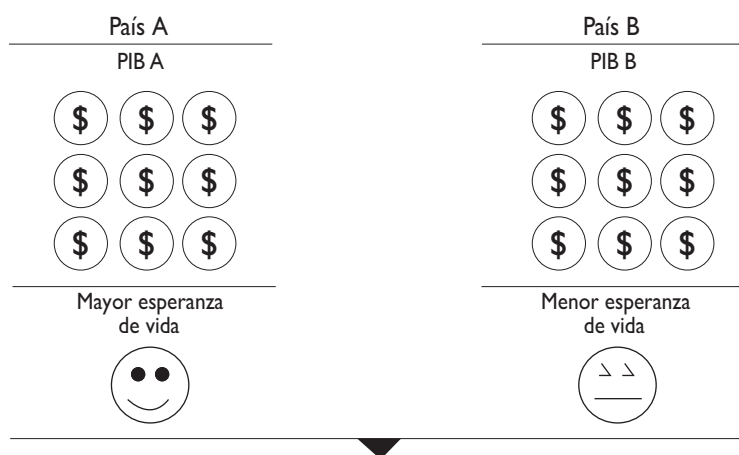 País A
País B
PIB A
PIB B
$ $ $
$ $ $
$ $ $
$ $ $
$ $ $
$ $ $
Mayor esperanza
de vida
Menor esperanza
de vida